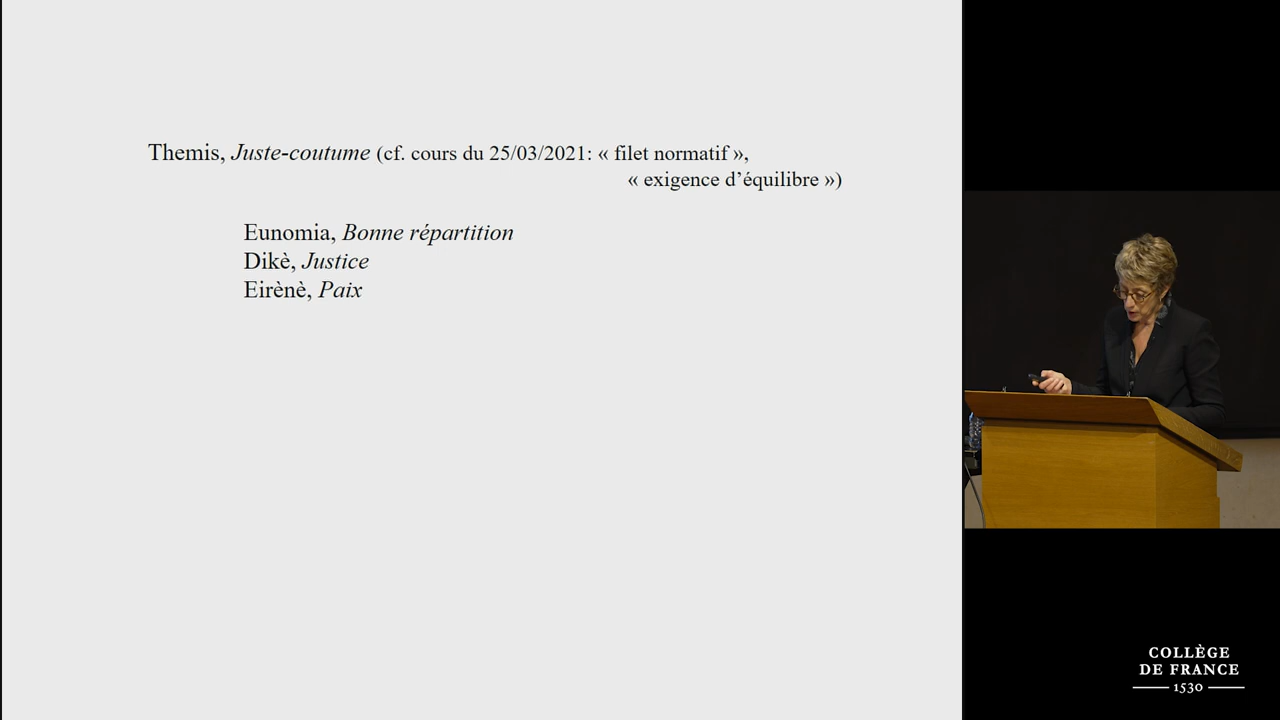 Themis, Juste-coutume (cf. cours du 25/03/2021: « filet normatif »,
« exigence d’équilibre »)
Eunomia, Bonne répartition
Dikè, Justice
Eirènè, Paix
COLLÈGE
DE FRANCE
1530